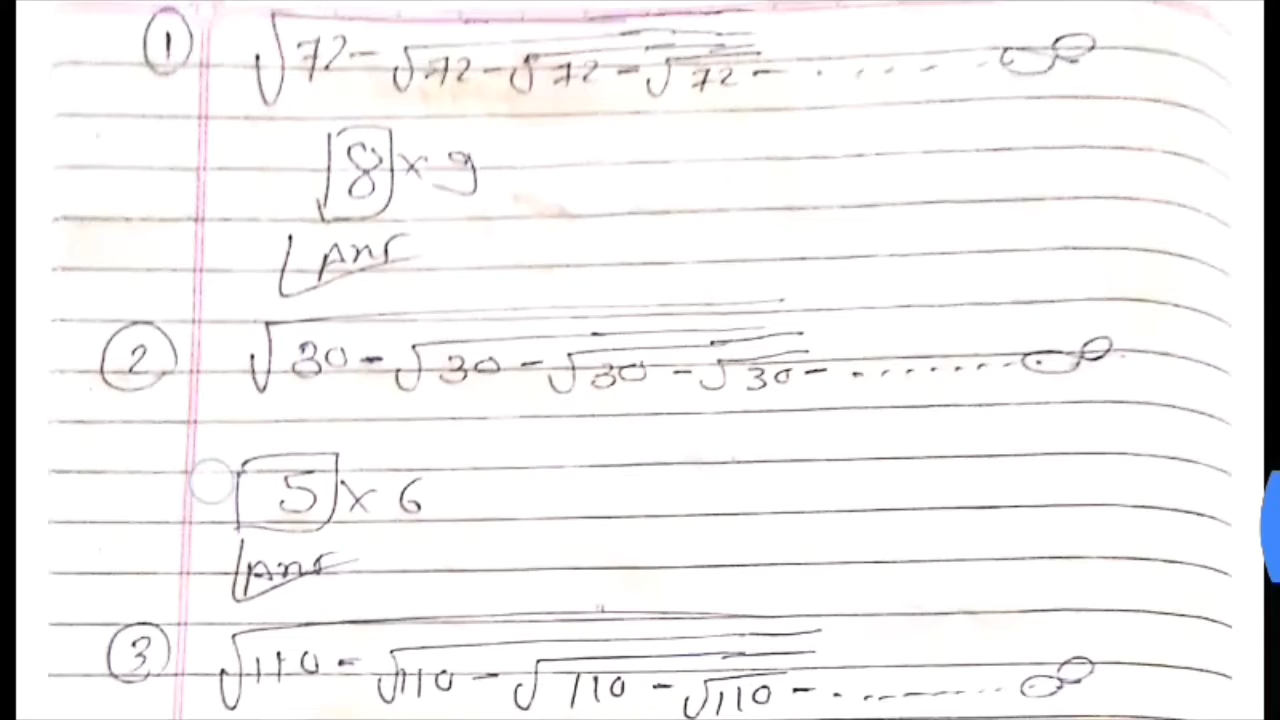 ① √72-√72-√72-√72- ........ ∞
8 × 9
Ans
② √30-√30-√30-√30- ........ ∞
5 × 6
Ans
③ √110-√110-√110-√110- ........ ∞